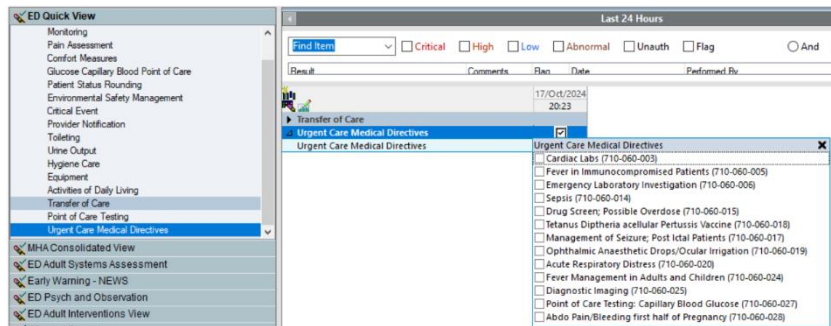 ED Quick View
Monitoring
Pain Assessment
Comfort Measures
Glucose Capillary Blood Point of Care
Patient Status Rounding
Environmental Safety Management
Critical Event
Provider Notification
Toileting
Urine Output
Hygiene Care
Equipment
Activities of Daily Living
Transfer of Care
Point of Care Testing
Urgent Care Medical Directives
MHA Consolidated View
ED Adult Systems Assessment
Early Warning - NEWS
ED Psych and Observation
ED Adult Interventions View
Last 24 Hours
Find Item Critical High Low Abnormal Unauth Flag And
Result Comments Flag Date Performed By
17/Oct/2024
20:23
Transfer of Care
Urgent Care Medical Directives
Urgent Care Medical Directives
Urgent Care Medical Directives
Cardiac Labs (710-060-003)
Fever in Immunocompromised Patients (710-060-005)
Emergency Laboratory Investigation (710-060-006)
Sepsis (710-060-014)
Drug Screen; Possible Overdose (710-060-015)
Tetanus Diptheria acellular Pertussis Vaccine (710-060-018)
Management of Seizure; Post Ictal Patients (710-060-017)
Ophthalmic Anaesthetic Drops/Ocular Irrigation (710-060-019)
Acute Respiratory Distress (710-060-020)
Fever Management in Adults and Children (710-060-024)
Diagnostic Imaging (710-060-025)
Point of Care Testing: Capillary Blood Glucose (710-060-027)
Abdo Pain/Bleeding first half of Pregnancy (710-060-028)